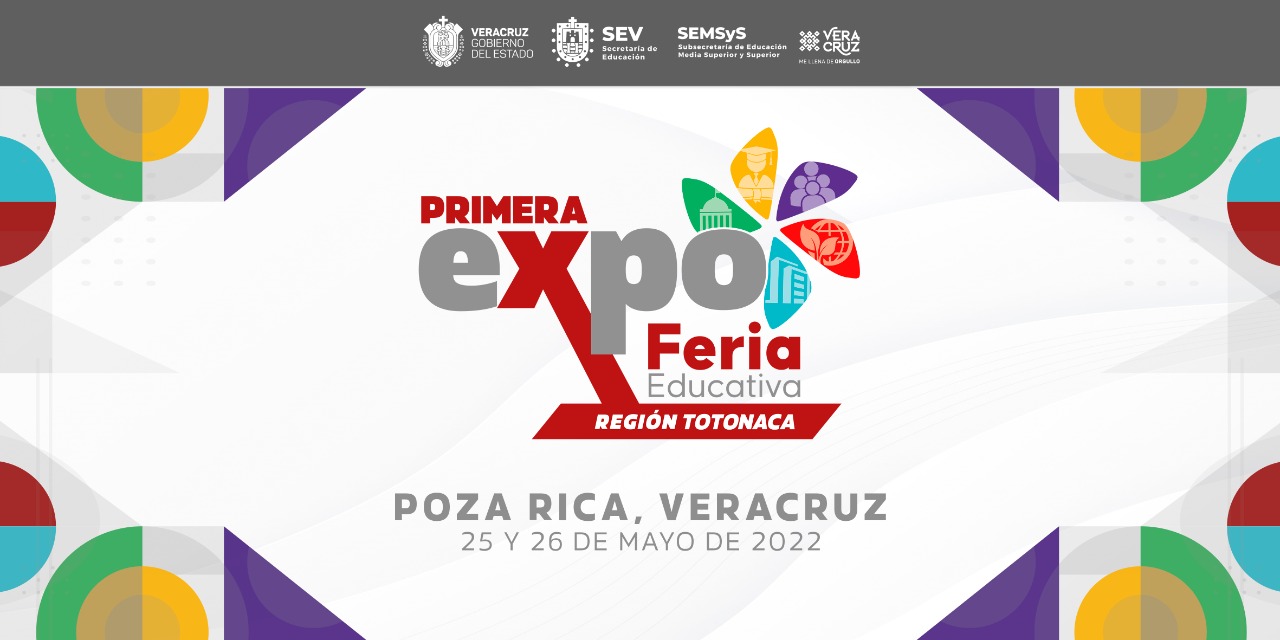 VERACRUZ
GOBIERNO
DEL ESTADO
SEV
Secretaría de
Educación
SEMSyS
Subsecretaría de Educación
Media Superior y Superior
VERA
CRUZ
ME LLENA DE ORGULLO
PRIMERA
expo
Feria
Educativa
REGIÓN TOTONACA
POZA RICA, VERACRUZ
25 Y 26 DE MAYO DE 2022